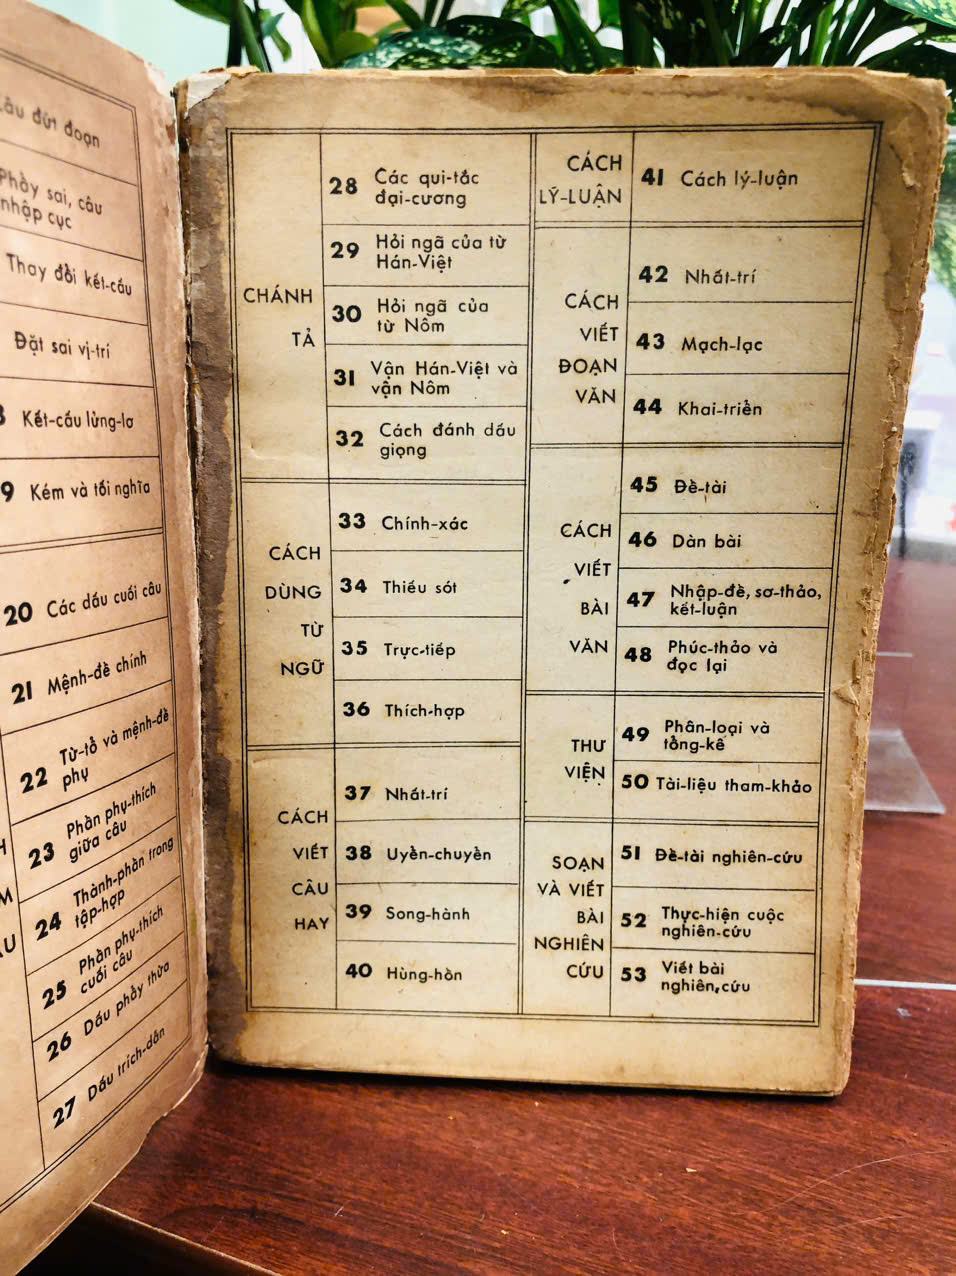 Câu đứt đoạn
Phẩy sai, câu
nhập cục
Thay đổi kết-cấu
Đặt sai vị-trí
Kết-cấu lửng-lơ
9 Kém và tối nghĩa
20 Các dấu cuối câu
21 Mệnh-đề chính
22 Từ-tổ và mệnh-đề
phụ
23 Phần phụ-thích
giữa câu
24 Thành-phần trong
tập-hợp
25 Phần phụ-thích
cuối câu
26 Dấu phẩy thừa
27 Dấu trích-dẫn
CHÁNH
TẢ
28 Các qui-tắc
đại-cương
29 Hỏi ngã của từ
Hán-Việt
30 Hỏi ngã của
từ Nôm
31 Vận Hán-Việt và
vận Nôm
32 Cách đánh dấu
giọng
CÁCH
DÙNG
TỪ
NGỮ
33 Chính-xác
34 Thiếu sót
35 Trực-tiếp
36 Thích-hợp
CÁCH
VIẾT
CÂU
HAY
37 Nhất-trí
38 Uyển-chuyển
39 Song-hành
40 Hùng-hồn
CÁCH
LÝ-LUẬN
41 Cách lý-luận
CÁCH
VIẾT
ĐOẠN
VĂN
42 Nhất-trí
43 Mạch-lạc
44 Khai-triển
CÁCH
VIẾT
BÀI
VĂN
45 Đề-tài
46 Dàn bài
47 Nhập-đề, sơ-thảo,
kết-luận
48 Phúc-thảo và
đọc lại
THƯ
VIỆN
49 Phân-loại và
tổng-kê
50 Tài-liệu tham-khảo
SOẠN
VÀ VIẾT
BÀI
NGHIÊN
CỨU
51 Đề-tài nghiên-cứu
52 Thực-hiện cuộc
nghiên-cứu
53 Viết bài
nghiên,cứu